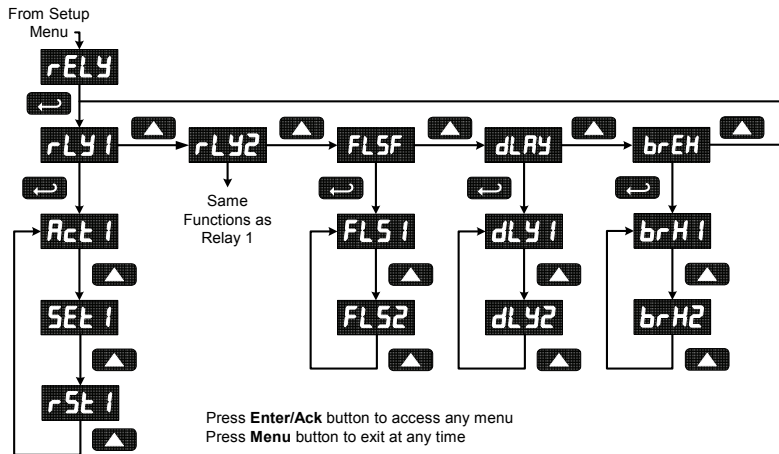 From Setup
Menu
rELY
rLY1
rLY2
FLSF
dLAY
brEH
Same
Functions as
Relay 1
Act1
FLS1
dLY1
brH1
SEt1
FLS2
dLY2
brH2
rSt1
Press Enter/Ack button to access any menu
Press Menu button to exit at any time